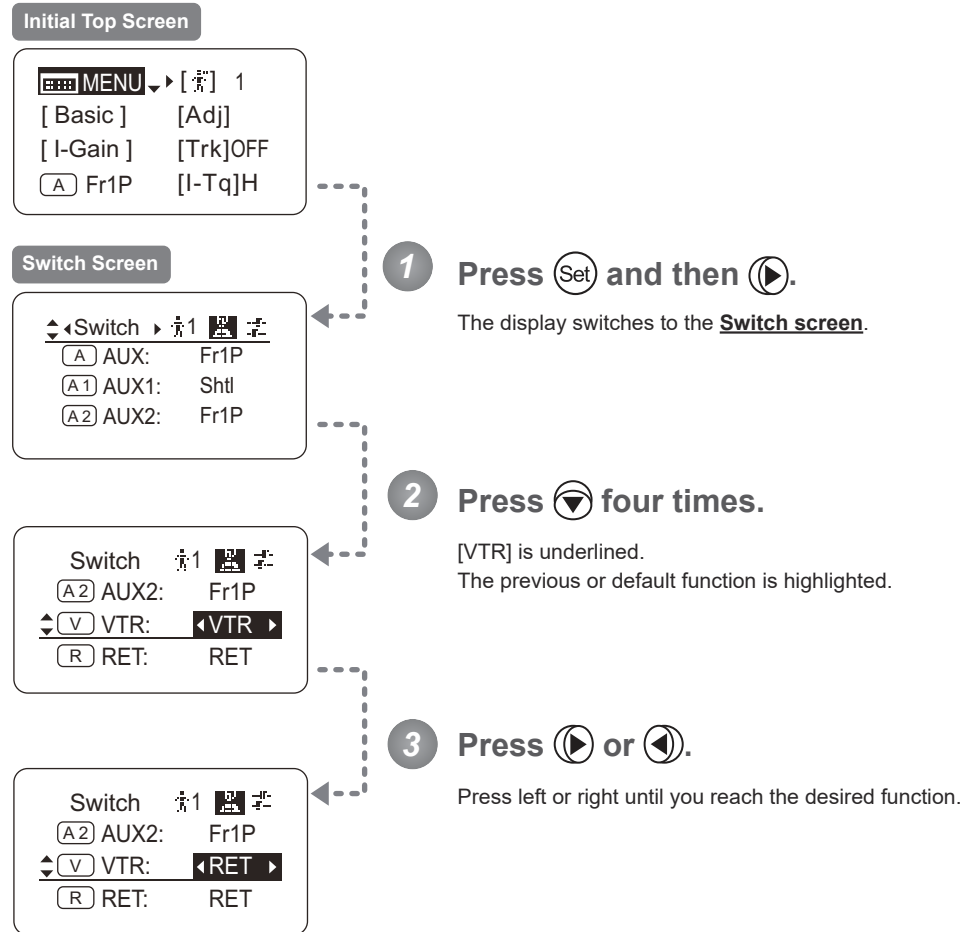 Initial Top Screen
MENU [ ] 1
[ Basic ] [Adj]
[ I-Gain ] [Trk]OFF
A Fr1P [I-Tq]H
Switch Screen
Switch 1
A AUX: Fr1P
A1 AUX1: Shtl
A2 AUX2: Fr1P
1 Press Set and then .
The display switches to the Switch screen.
2 Press four times.
[VTR] is underlined.
The previous or default function is highlighted.
Switch 1
A2 AUX2: Fr1P
V VTR: VTR
R RET: RET
3 Press or .
Press left or right until you reach the desired function.
Switch 1
A2 AUX2: Fr1P
V VTR: RET
R RET: RET